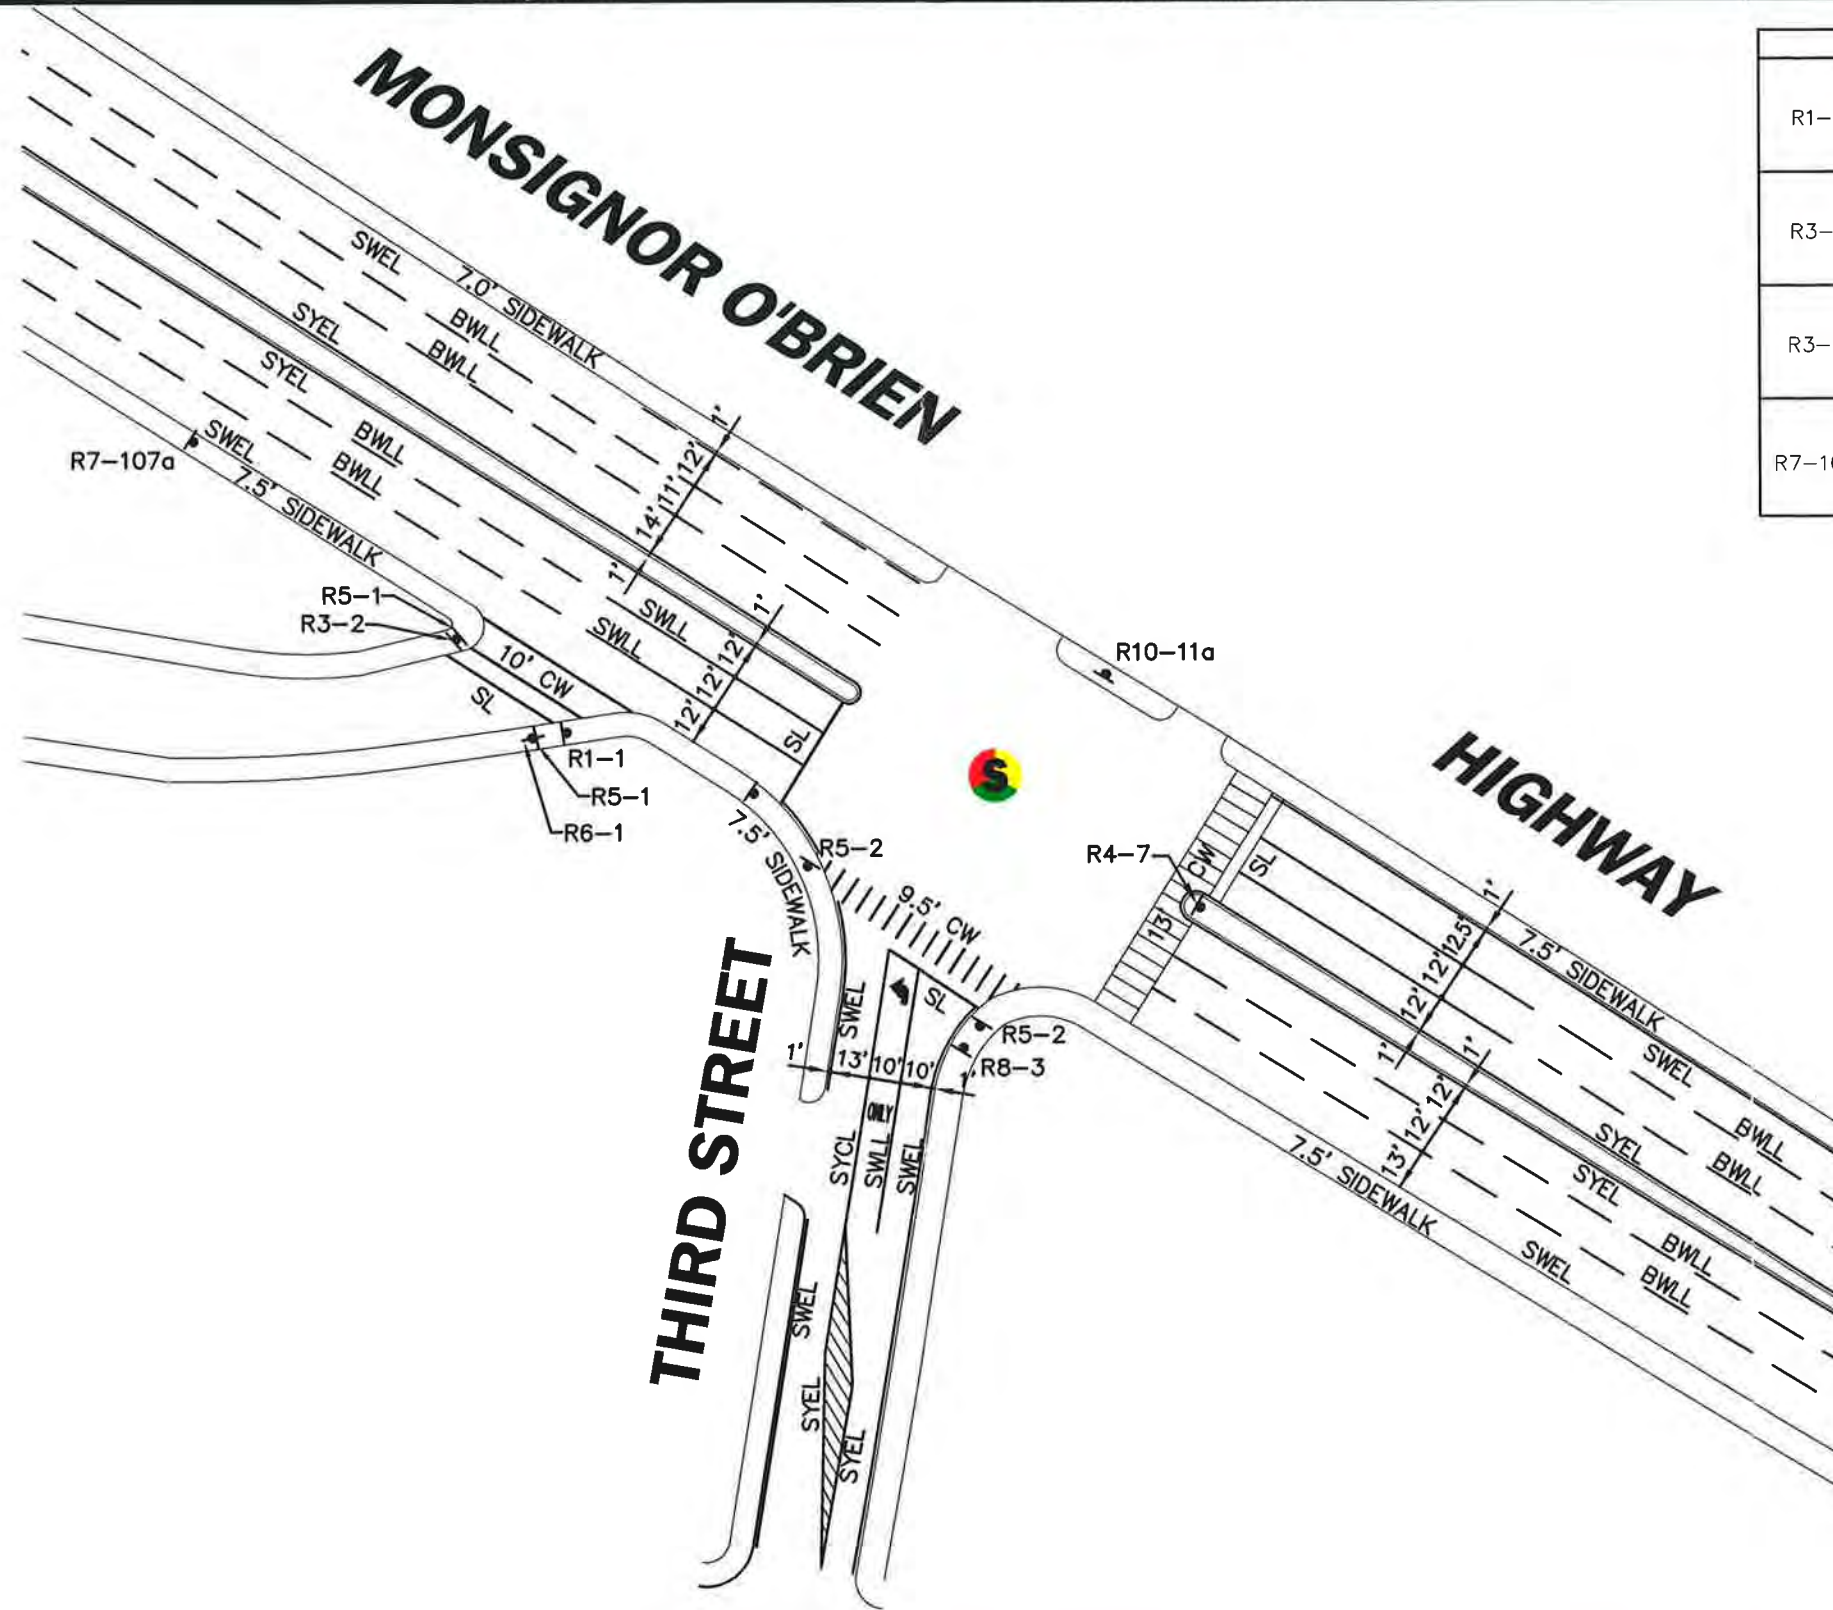 MONSIGNOR O'BRIEN
HIGHWAY
THIRD STREET
R1-
R3-
R3-
R7-10
SWEL
7.0' SIDEWALK
BWLL
BWLL
SYEL
SYEL
BWLL
BWLL
SWEL
7.5' SIDEWALK
R7-107a
1'
12'
11'
14'
1'
R5-1
R3-2
10' CW
SL
SWLL
SWLL
1'
12'
12'
12'
SL
R1-1
R5-1
R6-1
7.5' SIDEWALK
R5-2
R10-11a
S
R4-7
CW
13'
SL
9.5' CW
SL
SWEL
R5-2
R8-3
1'
13'
10'
10'
1'
ONLY
SYCL
SWLL
SWEL
SWEL
SYEL
SYEL
1'
12.5'
12'
12'
1'
7.5' SIDEWALK
SWEL
BWLL
BWLL
SYEL
1'
12'
12'
13'
7.5' SIDEWALK
SYEL
BWLL
BWLL
SWEL